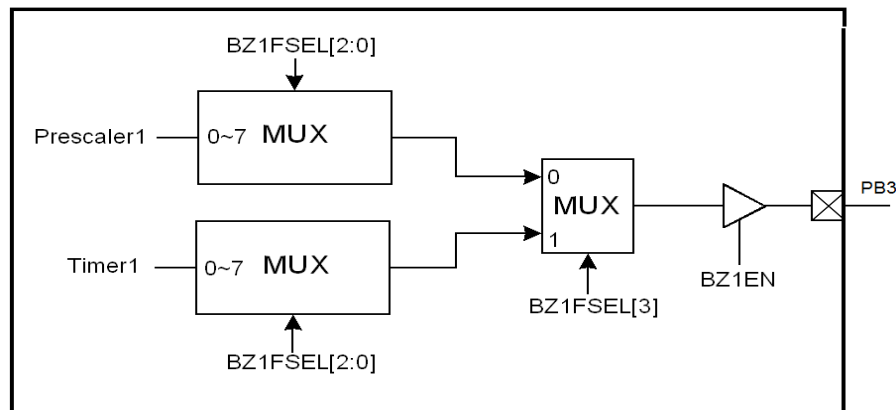 BZ1FSEL[2:0]
Prescaler1
0~7 MUX
0
MUX
1
PB3
Timer1
0~7 MUX
BZ1EN
BZ1FSEL[3]
BZ1FSEL[2:0]